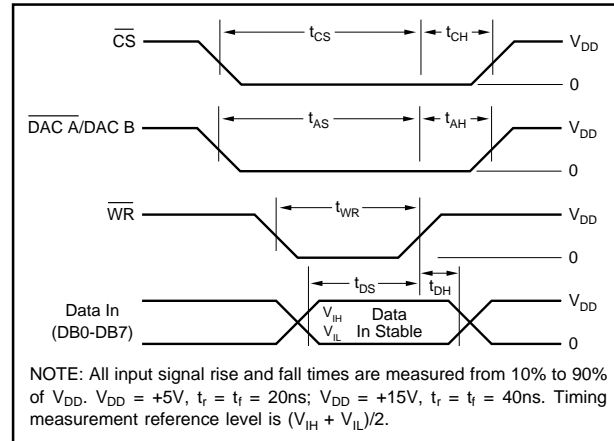 C̅S̅ t_CS t_CH V_DD
0
D̅A̅C̅ A̅/DAC B t_AS t_AH V_DD
0
W̅R̅ t_WR V_DD
0
t_DS t_DH
Data In V_IH Data V_DD
(DB0-DB7) V_IL In Stable 0
NOTE: All input signal rise and fall times are measured from 10% to 90%
of V_DD. V_DD = +5V, t_r = t_f = 20ns; V_DD = +15V, t_r = t_f = 40ns. Timing
measurement reference level is (V_IH + V_IL)/2.